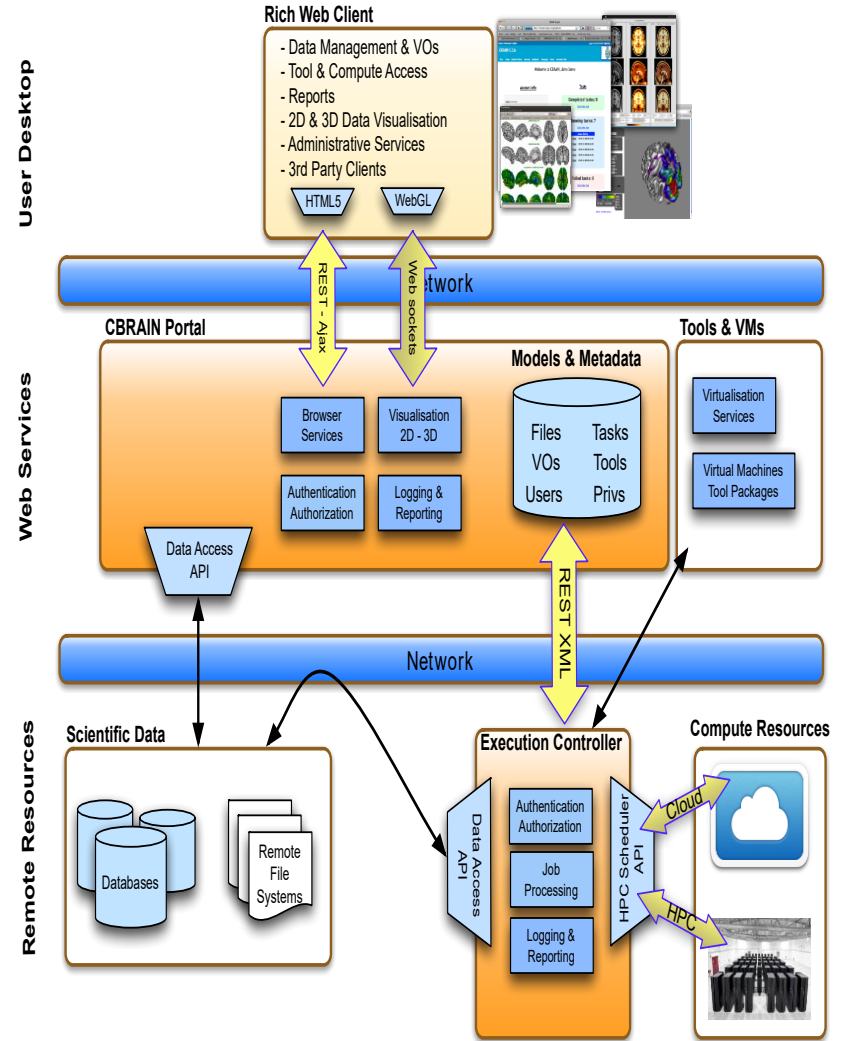 Rich Web Client
- Data Management & VOs
- Tool & Compute Access
- Reports
- 2D & 3D Data Visualisation
- Administrative Services
- 3rd Party Clients
HTML5
WebGL
User Desktop
REST - Ajax
Web sockets
etwork
CBRAIN Portal
Tools & VMs
Models & Metadata
Browser
Services
Visualisation
2D - 3D
Authentication
Authorization
Logging &
Reporting
Files Tasks
VOs Tools
Users Privs
Virtualisation
Services
Virtual Machines
Tool Packages
Web Services
Data Access
API
REST XML
Network
Remote Resources
Scientific Data
Databases
Remote
File
Systems
Execution Controller
Data Access
API
Authentication
Authorization
Job
Processing
Logging &
Reporting
HPC Scheduler
API
Compute Resources
Cloud
HPC